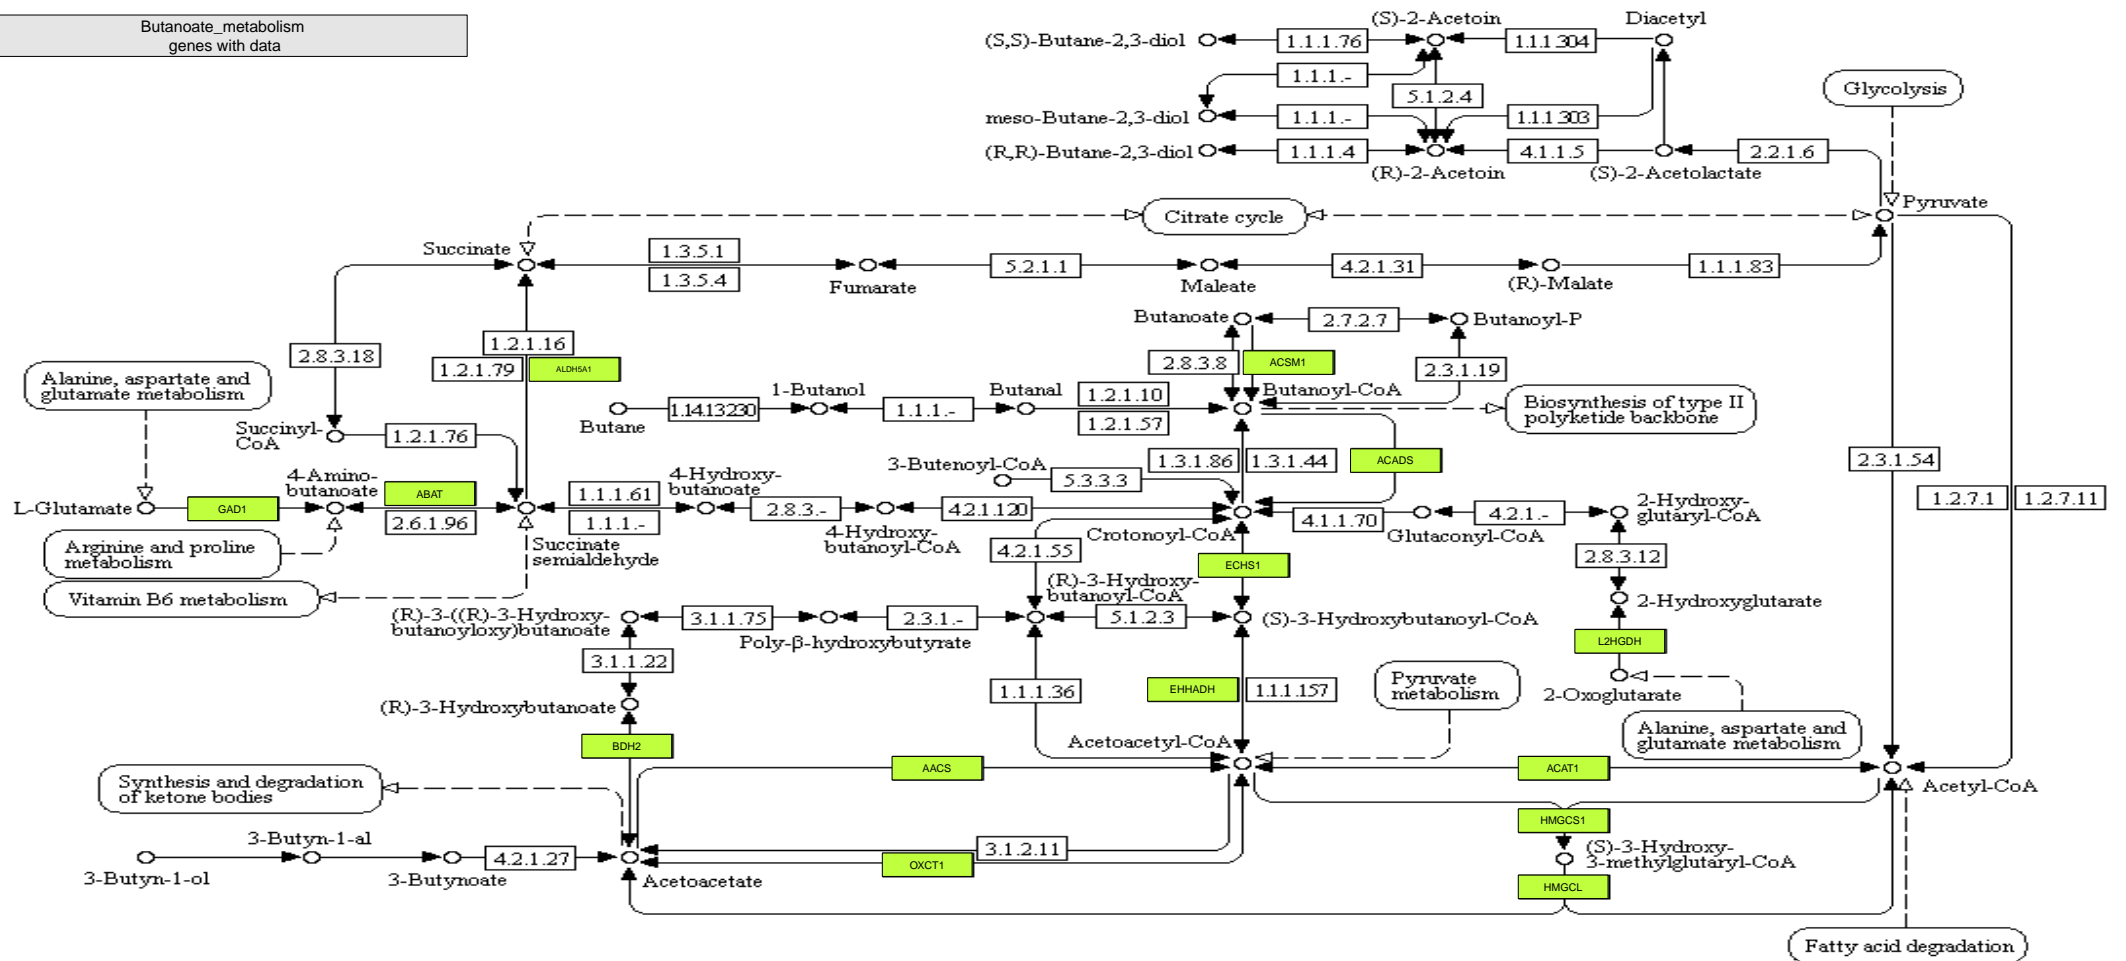 Butanoate_metabolism
genes with data
(S)-2-Acetoin
Diacetyl
(S,S)-Butane-2,3-diol
1.1.1.76
1.1.1.304
1.1.1.-
5.1.2.4
Glycolysis
meso-Butane-2,3-diol
1.1.1.-
1.1.1.303
(R,R)-Butane-2,3-diol
1.1.1.4
4.1.1.5
2.2.1.6
(R)-2-Acetoin
(S)-2-Acetolactate
Citrate cycle
Pyruvate
Succinate
1.3.5.1
1.3.5.4
Fumarate
5.2.1.1
Maleate
4.2.1.31
(R)-Malate
1.1.1.83
Butanoate
2.7.2.7
Butanoyl-P
2.8.3.18
1.2.1.16
1.2.1.79
ALDH5A1
2.8.3.8
ACSM1
2.3.1.19
Alanine, aspartate and
glutamate metabolism
Butane
1.14.13230
1-Butanol
1.1.1.-
Butanal
1.2.1.10
1.2.1.57
Butanoyl-CoA
Biosynthesis of type II
polyketide backbone
Succinyl-
CoA
1.2.1.76
3-Butenoyl-CoA
5.3.3.3
1.3.1.86
1.3.1.44
ACADS
2.3.1.54
1.2.7.1
1.2.7.11
L-Glutamate
GAD1
4-Amino-
butanoate
ABAT
2.6.1.96
1.1.1.61
1.1.1.-
4-Hydroxy-
butanoate
2.8.3.-
4-Hydroxy-
butanoyl-CoA
4.2.1.120
Crotonoyl-CoA
4.1.1.70
Glutaconyl-CoA
4.2.1.-
2-Hydroxy-
glutaryl-CoA
Arginine and proline
metabolism
Succinate
semialdehyde
4.2.1.55
ECHS1
2.8.3.12
Vitamin B6 metabolism
(R)-3-((R)-3-Hydroxy-
butanoyloxy)butanoate
3.1.1.75
Poly-β-hydroxybutyrate
2.3.1.-
(R)-3-Hydroxy-
butanoyl-CoA
5.1.2.3
(S)-3-Hydroxybutanoyl-CoA
2-Hydroxyglutarate
L2HGDH
3.1.1.22
1.1.1.36
EHHADH
1.1.1.157
Pyruvate
metabolism
2-Oxoglutarate
(R)-3-Hydroxybutanoate
BDH2
Acetoacetyl-CoA
Alanine, aspartate and
glutamate metabolism
Synthesis and degradation
of ketone bodies
AACS
ACAT1
Acetyl-CoA
HMGCS1
3-Butyn-1-ol
3-Butyn-1-al
3-Butynoate
4.2.1.27
Acetoacetate
3.1.2.11
OXCT1
(S)-3-Hydroxy-
3-methylglutaryl-CoA
HMGCL
Fatty acid degradation